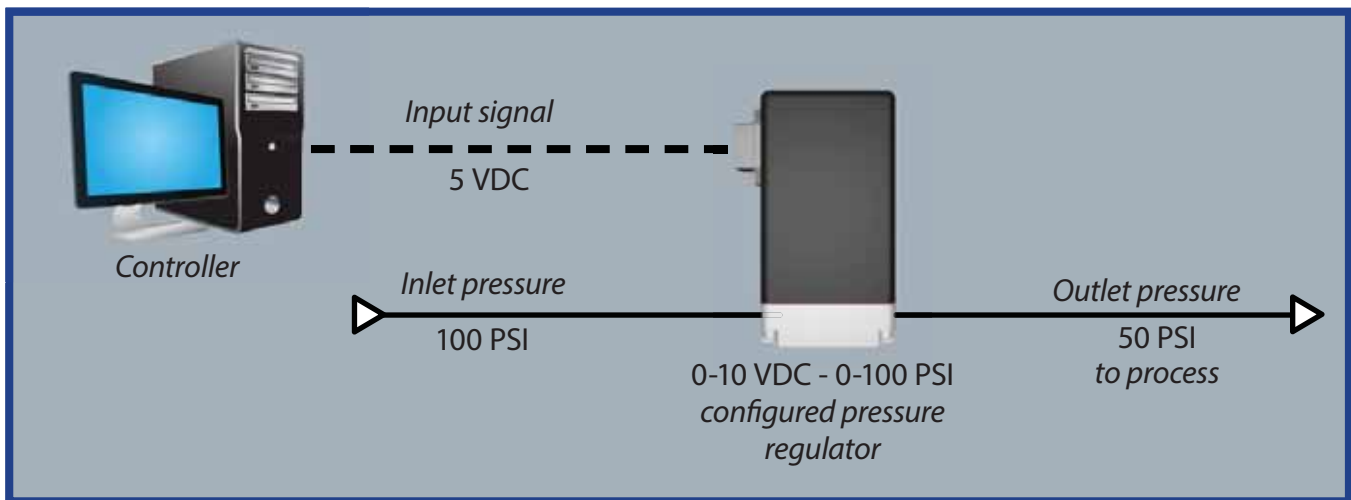 Input signal
5 VDC
Controller
Inlet pressure
100 PSI
Outlet pressure
50 PSI
to process
0-10 VDC - 0-100 PSI
configured pressure
regulator